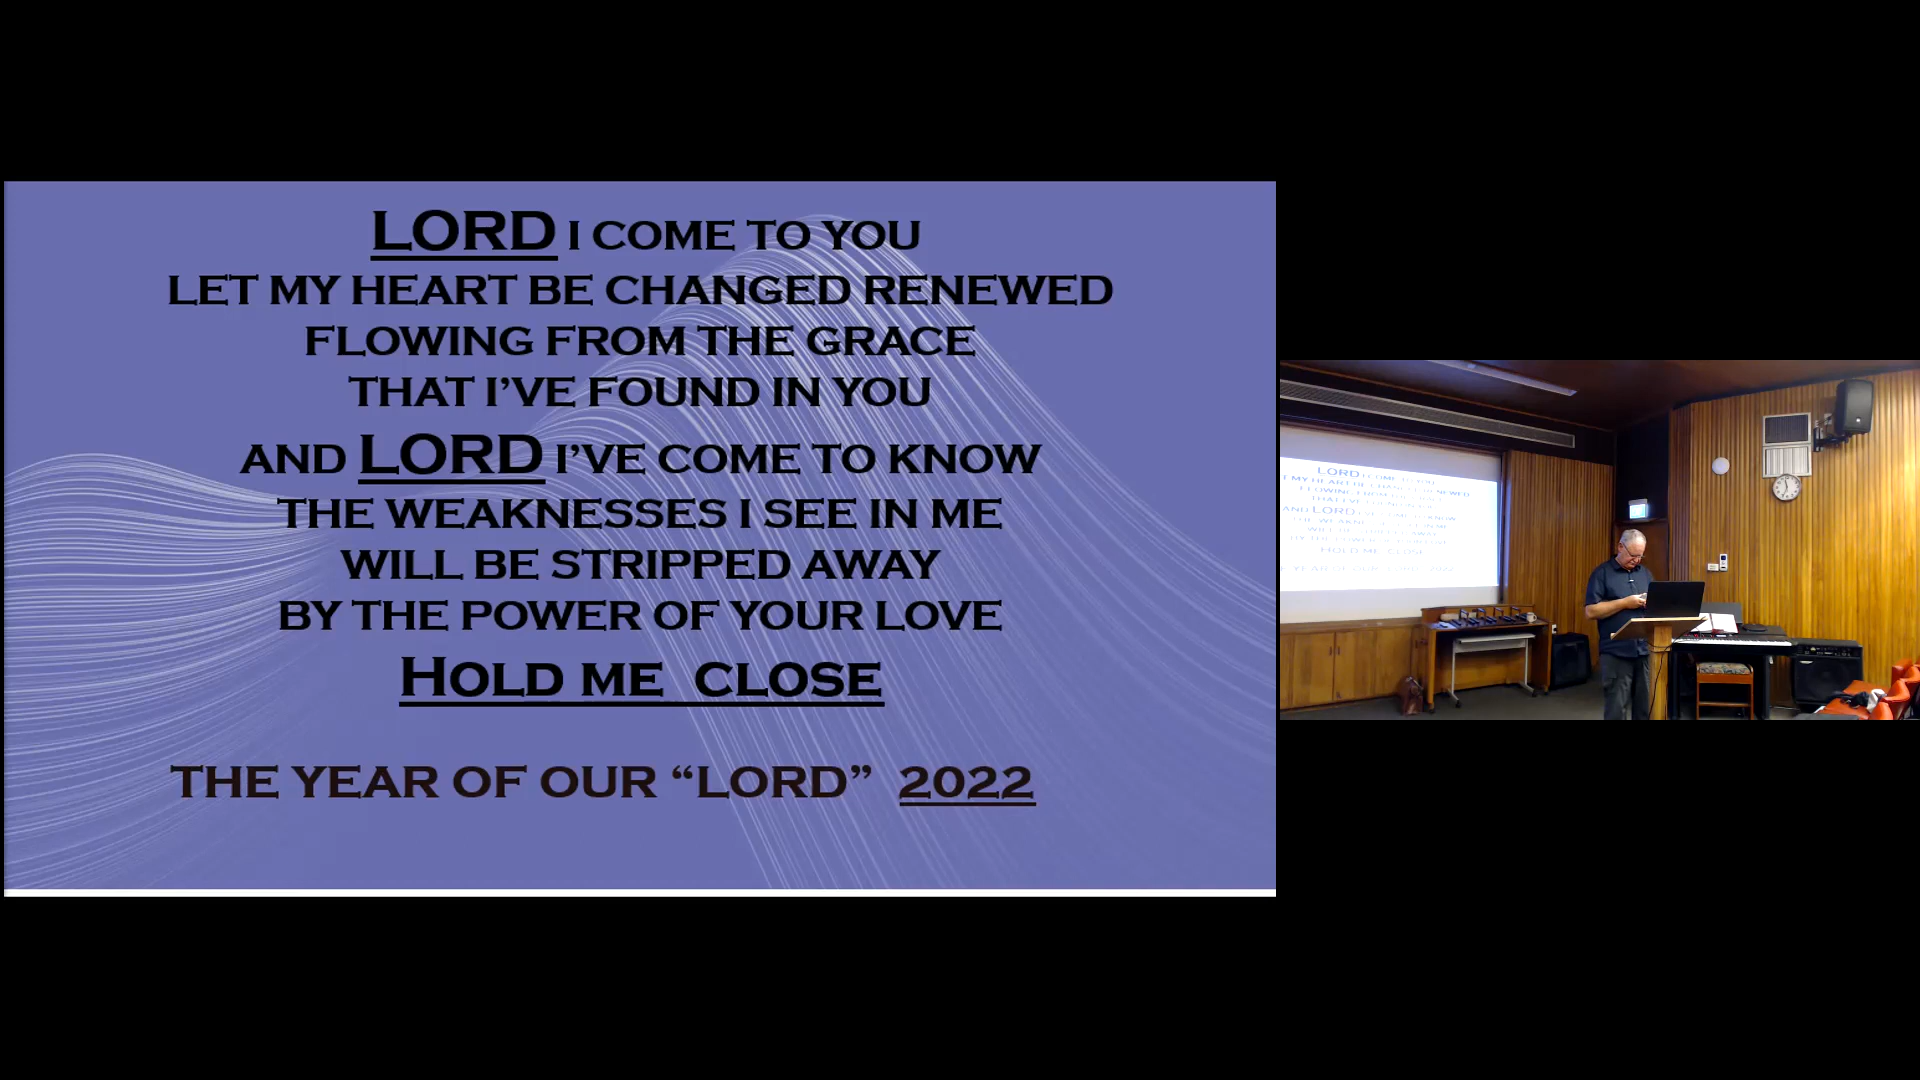 LORD I COME TO YOU
LET MY HEART BE CHANGED RENEWED
FLOWING FROM THE GRACE
THAT I’VE FOUND IN YOU
AND LORD I’VE COME TO KNOW
THE WEAKNESSES I SEE IN ME
WILL BE STRIPPED AWAY
BY THE POWER OF YOUR LOVE
HOLD ME  CLOSE
THE YEAR OF OUR “LORD”  2022